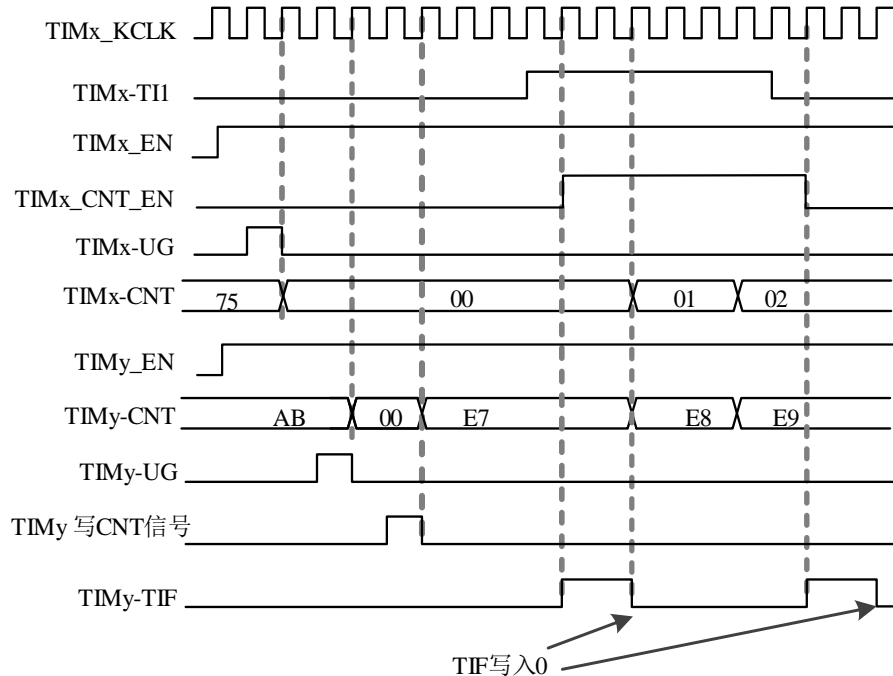 TIMx_KCLK
TIMx-TI1
TIMx_EN
TIMx_CNT_EN
TIMx-UG
TIMx-CNT 75 00 01 02
TIMy_EN
TIMy-CNT AB 00 E7 E8 E9
TIMy-UG
TIMy 写CNT信号
TIMy-TIF
TIF写入0